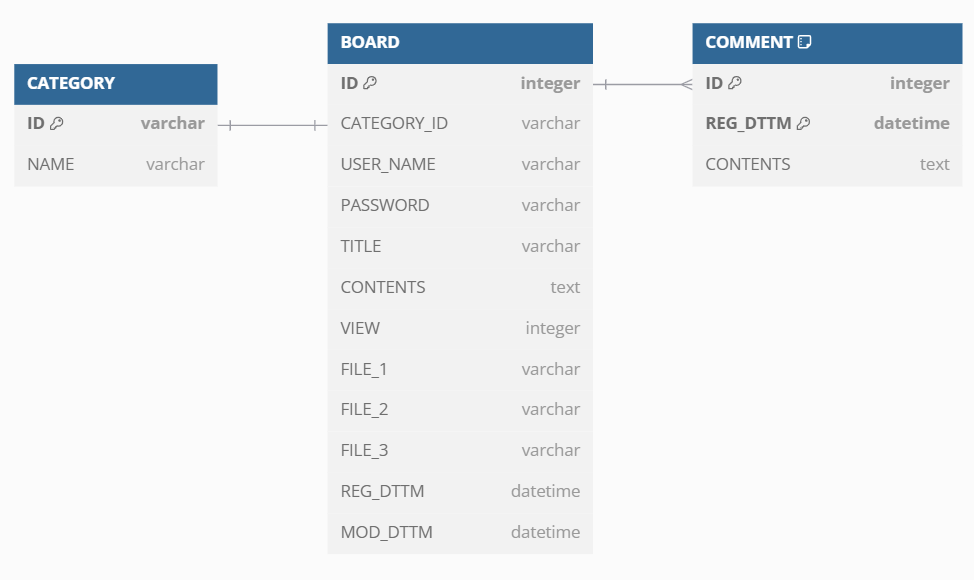 CATEGORY
ID varchar
NAME varchar
BOARD
ID integer
CATEGORY_ID varchar
USER_NAME varchar
PASSWORD varchar
TITLE varchar
CONTENTS text
VIEW integer
FILE_1 varchar
FILE_2 varchar
FILE_3 varchar
REG_DTTM datetime
MOD_DTTM datetime
COMMENT
ID integer
REG_DTTM datetime
CONTENTS text